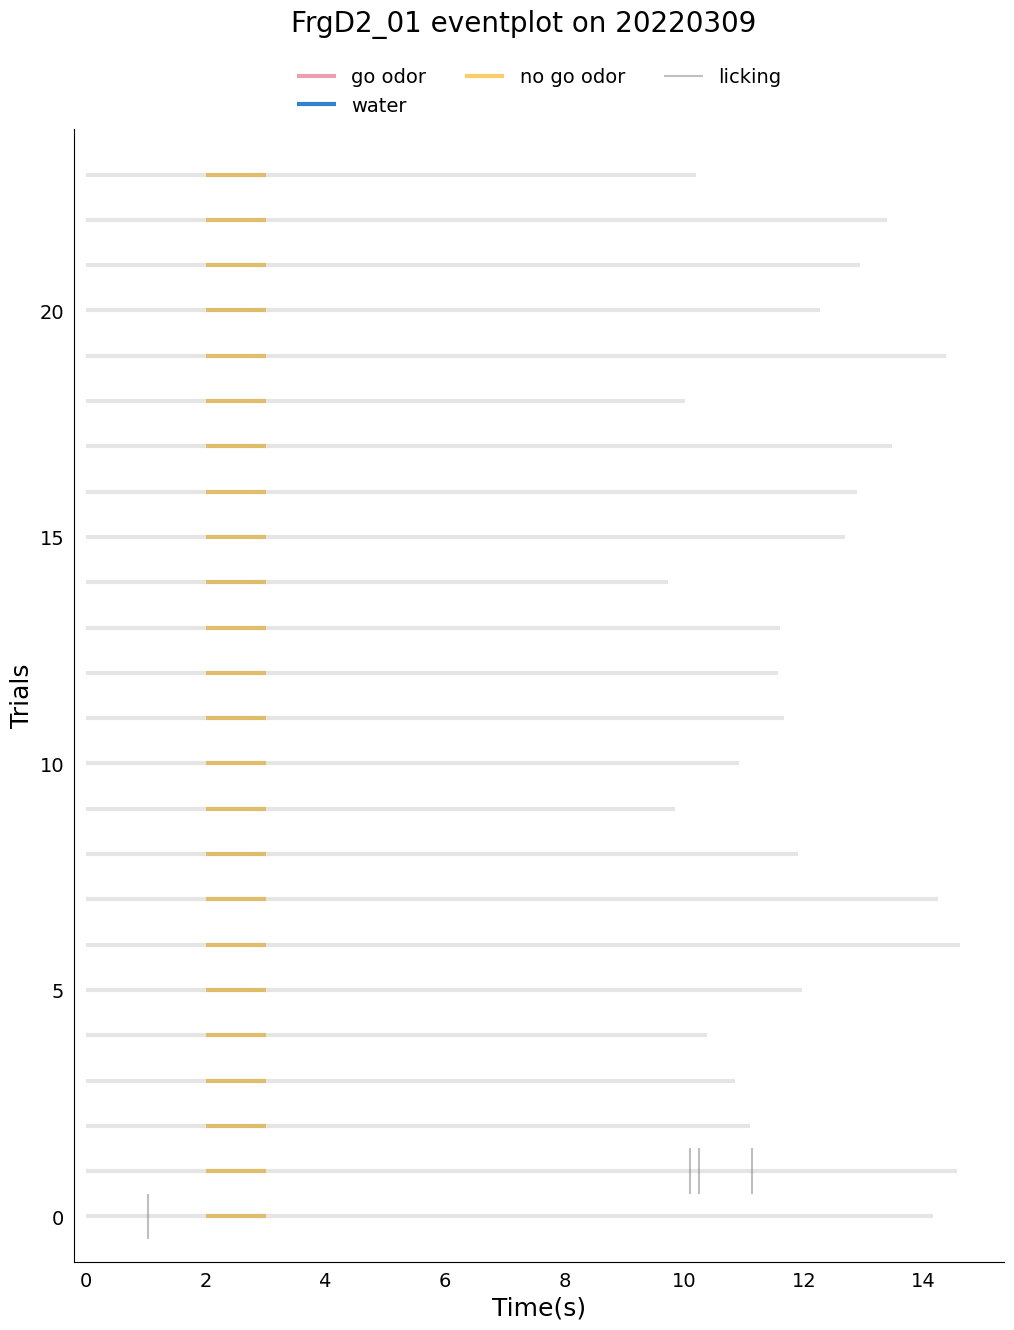 FrgD2_01 eventplot on 20220309
go odor
no go odor
licking
water
20
15
10
5
0
Trials
0 2 4 6 8 10 12 14
Time(s)